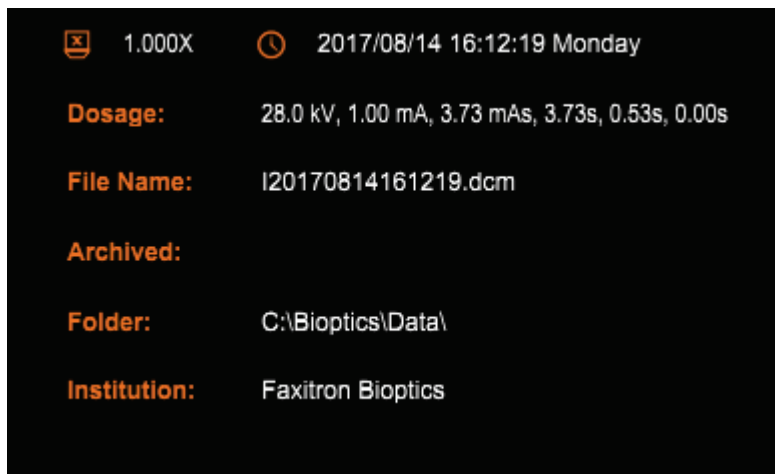 1.000X 2017/08/14 16:12:19 Monday
Dosage: 28.0 kV, 1.00 mA, 3.73 mAs, 3.73s, 0.53s, 0.00s
File Name: I20170814161219.dcm
Archived:
Folder: C:\Bioptics\Data\
Institution: Faxitron Bioptics